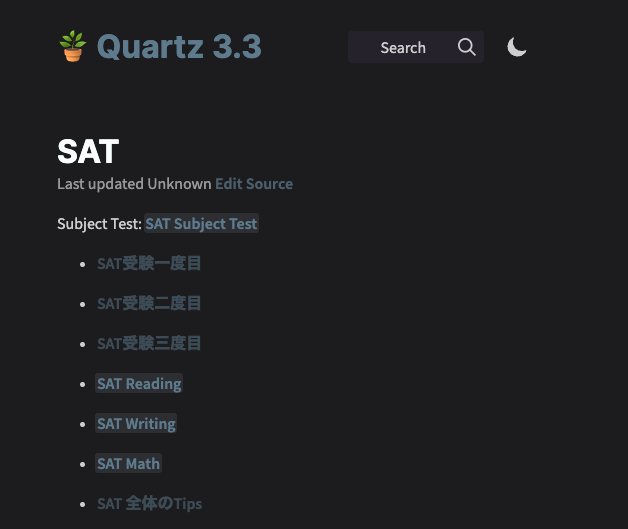 Quartz 3.3
Search
SAT
Last updated Unknown Edit Source
Subject Test: SAT Subject Test
SAT受験一度目
SAT受験二度目
SAT受験三度目
SAT Reading
SAT Writing
SAT Math
SAT 全体のTips